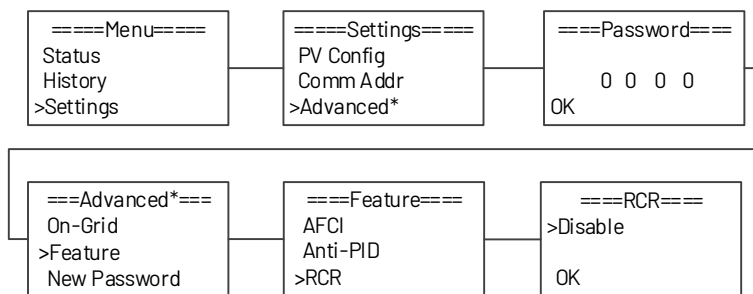 =====Menu=====
Status
History
>Settings
=====Settings=====
PV Config
Comm Addr
>Advanced*
====Password====
0 0 0 0
OK
===Advanced*===
On-Grid
>Feature
New Password
====Feature====
AFCI
Anti-PID
>RCR
====RCR====
>Disable
OK